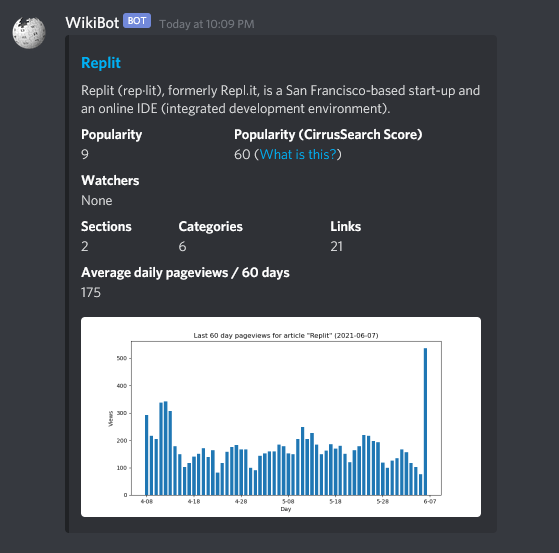 WikiBot BOT Today at 10:09 PM
Replit
Replit (rep·lit), formerly Repl.it, is a San Francisco-based start-up and
an online IDE (integrated development environment).
Popularity Popularity (CirrusSearch Score)
9 60 (What is this?)
Watchers
None
Sections Categories Links
2 6 21
Average daily pageviews / 60 days
175
Last 60 day pageviews for article "Replit" (2021-06-07)
500
400
300
200
100
0
Views
4-08 4-18 4-28 5-08 5-18 5-28 6-07
Day